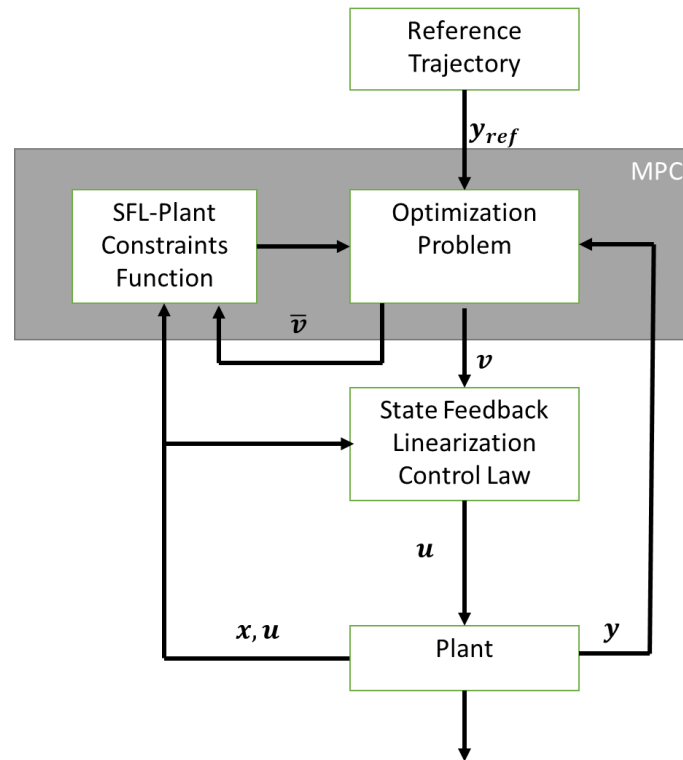 Reference
Trajectory
y_ref
MPC
SFL-Plant
Constraints
Function
Optimization
Problem
v̅
v
State Feedback
Linearization
Control Law
u
x, u
Plant
y